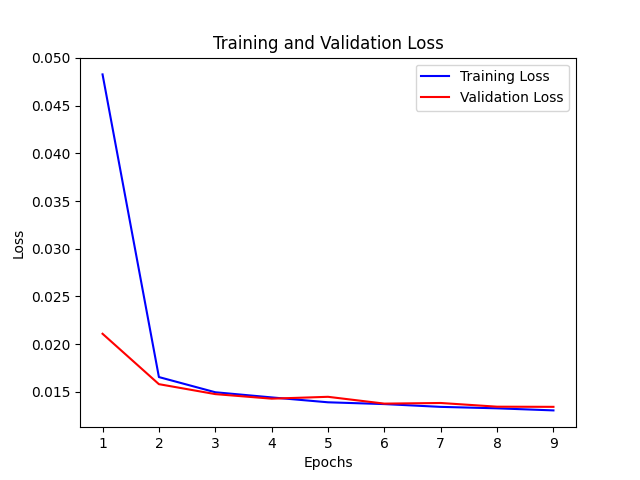 Training and Validation Loss
Training Loss
Validation Loss
0.050
0.045
0.040
0.035
0.030
0.025
0.020
0.015
Loss
1 2 3 4 5 6 7 8 9
Epochs